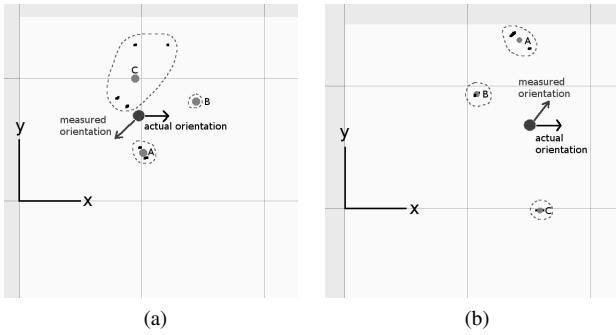 C
B
measured
orientation
actual orientation
A
y
x
(a)
A
B
measured
orientation
actual
orientation
y
x
C
(b)